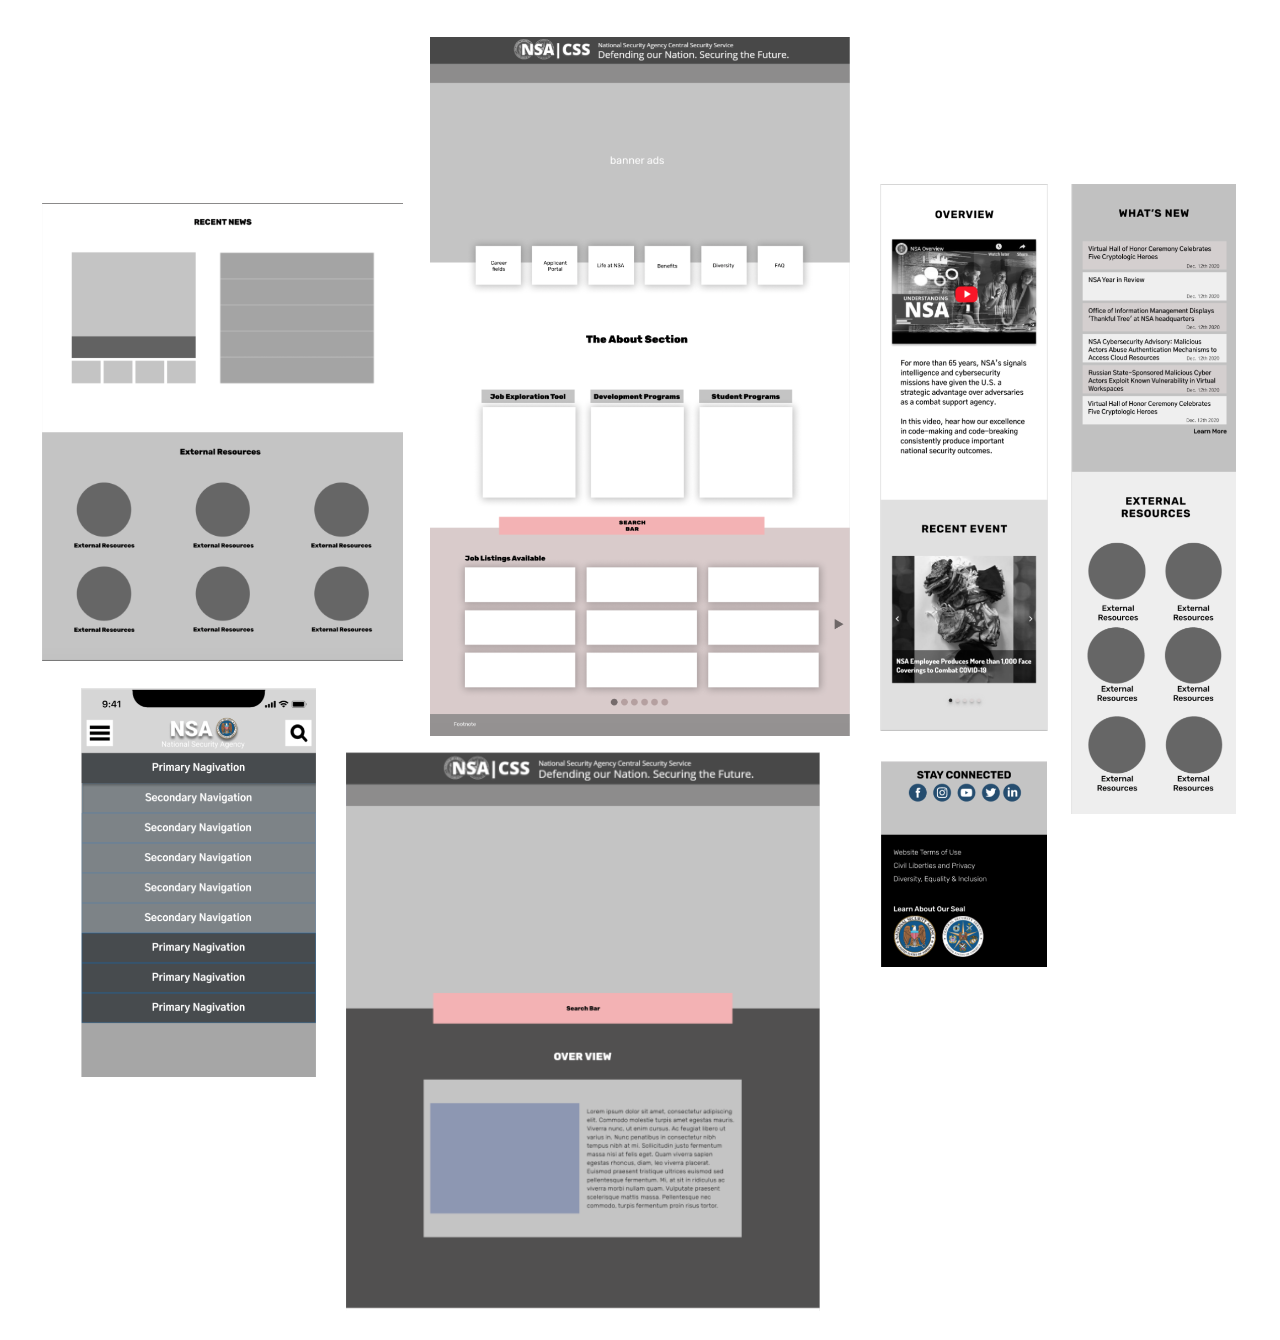 NSA|CSS
National Security Agency Central Security Service
Defending our Nation. Securing the Future.
banner ads
Career
fields
Applicant
Portal
Life at NSA
Benefits
Diversity
FAQ
The About Section
Job Exploration Tool
Development Programs
Student Programs
SEARCH
BAR
Job Listings Available
Footnote
RECENT NEWS
External Resources
External Resources
External Resources
External Resources
External Resources
External Resources
External Resources
9:41
NSA
National Security Agency
Primary Nagivation
Secondary Navigation
Secondary Navigation
Secondary Navigation
Secondary Navigation
Secondary Navigation
Primary Nagivation
Primary Nagivation
Primary Nagivation
NSA|CSS
National Security Agency Central Security Service
Defending our Nation. Securing the Future.
Search Bar
OVER VIEW
Lorem ipsum dolor sit amet, consectetur adipiscing
elit. Commodo molestie turpis amet egestas mauris.
Viverra nunc, ut enim cursus. Ac feugiat libero ut
varius in. Nunc penatibus in consectetur nibh
tempus nibh at mi. Sollicitudin justo fermentum
massa nisl at felis eget. Quam viverra sapien
egestas rhoncus, diam, leo viverra placerat.
Euismod praesent tristique ultrices euismod sed
pellentesque fermentum. Mi, at sit in ridiculus ac
viverra morbi nullam quam. Vulputate praesent
scelerisque mattis massa. Pellentesque nec
commodo, turpis fermentum proin risus tortor.
OVERVIEW
NSA Overview
Watch later
Share
UNDERSTANDING
NSA
For more than 65 years, NSA's signals
intelligence and cybersecurity
missions have given the U.S. a
strategic advantage over adversaries
as a combat support agency.
In this video, hear how our excellence
in code-making and code-breaking
consistently produce important
national security outcomes.
RECENT EVENT
NSA Employee Produces More than 1,000 Face
Coverings to Combat COVID-19
STAY CONNECTED
Website Terms of Use
Civil Liberties and Privacy
Diversity, Equality & Inclusion
Learn About Our Seal
WHAT'S NEW
Virtual Hall of Honor Ceremony Celebrates
Five Cryptologic Heroes
Dec. 12th 2020
NSA Year in Review
Dec. 12th 2020
Office of Information Management Displays
'Thankful Tree' at NSA headquarters
Dec. 12th 2020
NSA Cybersecurity Advisory: Malicious
Actors Abuse Authentication Mechanisms to
Access Cloud Resources
Dec. 12th 2020
Russian State-Sponsored Malicious Cyber
Actors Exploit Known Vulnerability in Virtual
Workspaces
Dec. 12th 2020
Virtual Hall of Honor Ceremony Celebrates
Five Cryptologic Heroes
Dec. 12th 2020
Learn More
EXTERNAL
RESOURCES
External
Resources
External
Resources
External
Resources
External
Resources
External
Resources
External
Resources